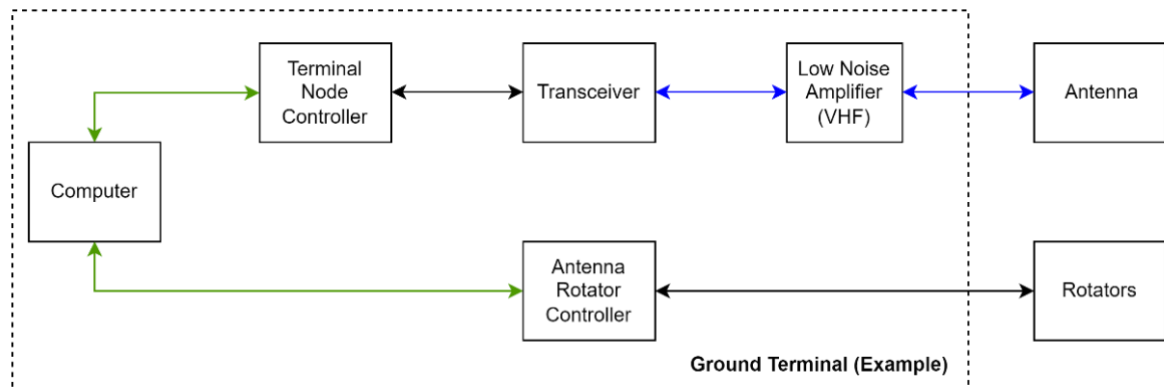 Terminal
Node
Controller
Transceiver
Low Noise
Amplifier
(VHF)
Antenna
Computer
Antenna
Rotator
Controller
Rotators
Ground Terminal (Example)